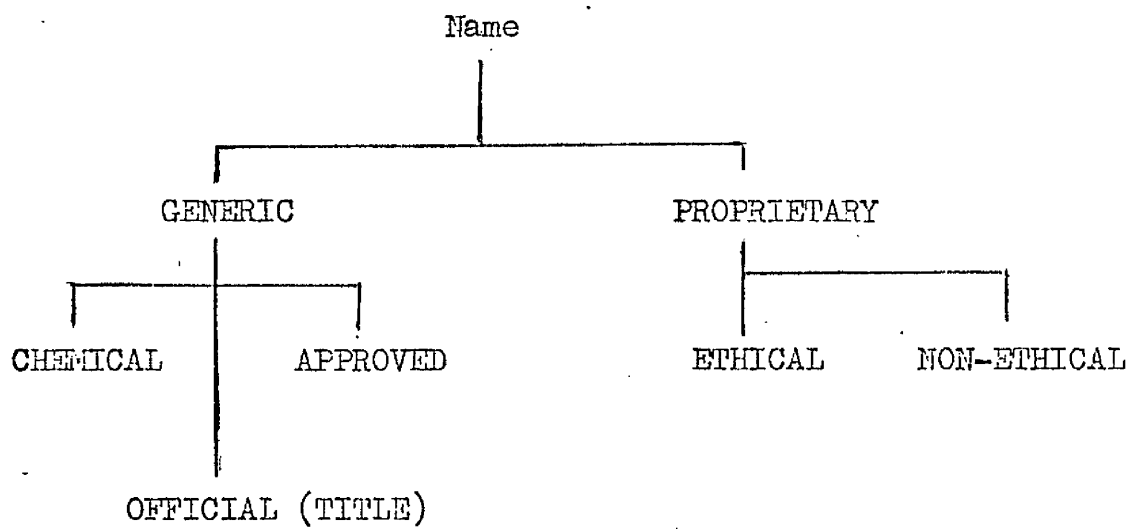 Name
GENERIC PROPRIETARY
CHEMICAL APPROVED ETHICAL NON-ETHICAL
OFFICIAL (TITLE)